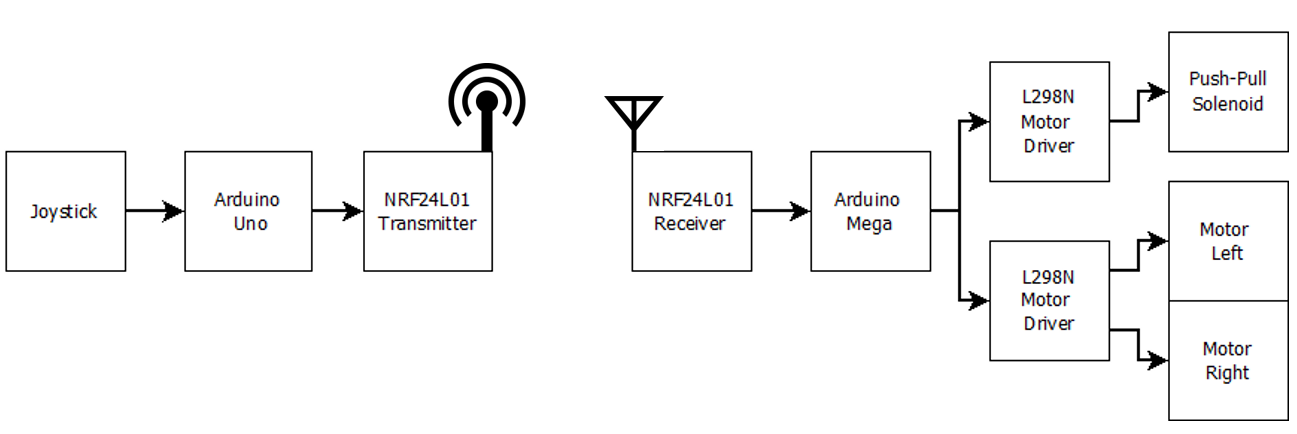 Joystick
Arduino
Uno
NRF24L01
Transmitter
NRF24L01
Receiver
Arduino
Mega
L298N
Motor
Driver
Push-Pull
Solenoid
L298N
Motor
Driver
Motor
Left
Motor
Right